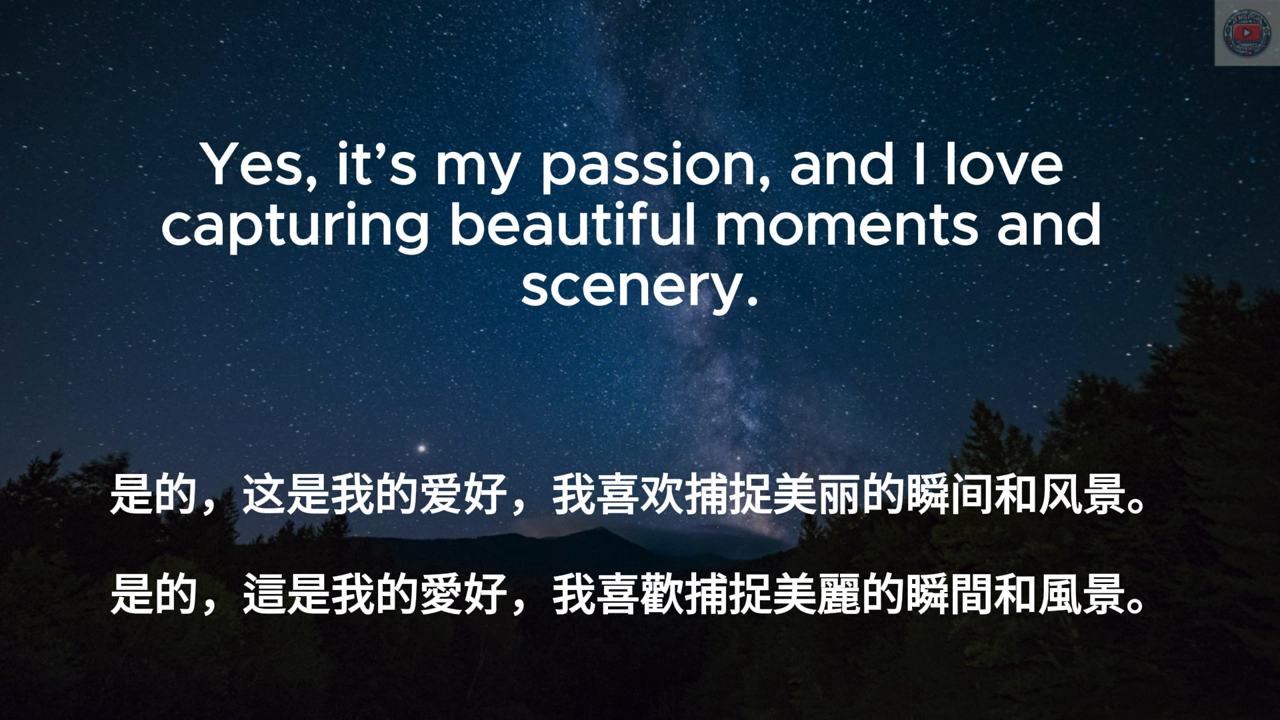 Yes, it’s my passion, and I love
capturing beautiful moments and
scenery.
是的，这是我的爱好，我喜欢捕捉美丽的瞬间和风景。
是的，這是我的愛好，我喜歡捕捉美麗的瞬間和風景。